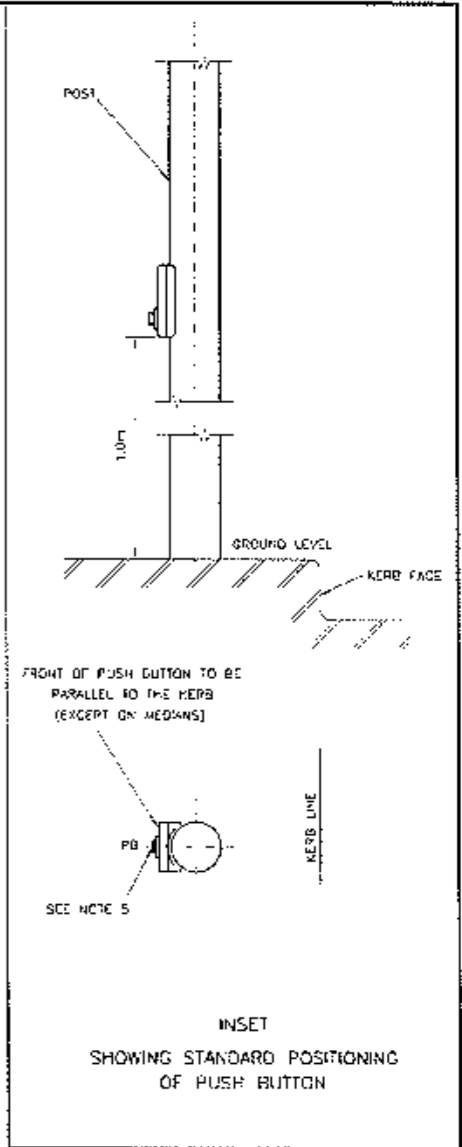 POST
1.0m
GROUND LEVEL
KERB FACE
FRONT OF PUSH BUTTON TO BE
PARALLEL TO THE KERB
(EXCEPT ON MEDIANS)
KERB LINE
PB
SEE NOTE 5
INSET
SHOWING STANDARD POSITIONING
OF PUSH BUTTON